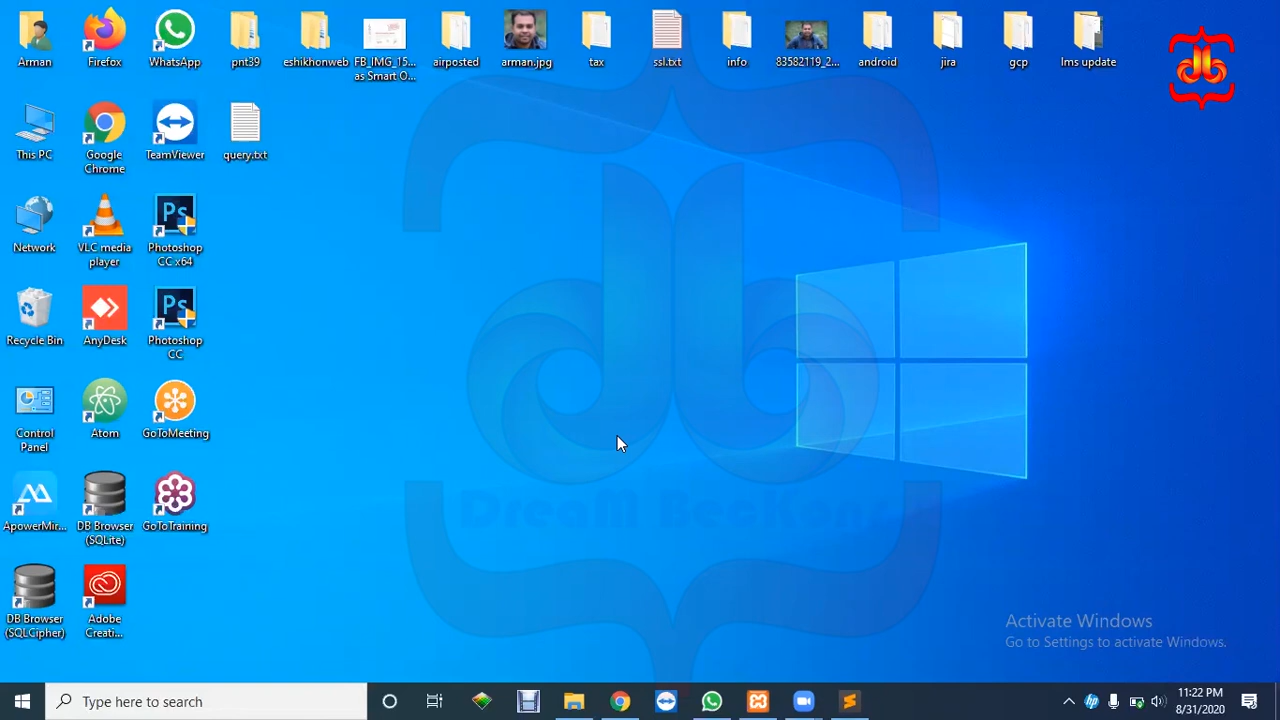 Arman
Firefox
WhatsApp
pnt39
eshikhonweb
FB_IMG_15...
as Smart O...
airposted
arman.jpg
tax
ssl.txt
info
83582119_2...
android
jira
gcp
lms update
This PC
Google
Chrome
TeamViewer
query.txt
Network
VLC media
player
Photoshop
CC x64
Recycle Bin
AnyDesk
Photoshop
CC
Control
Panel
Atom
GoToMeeting
ApowerMir...
DB Browser
(SQLite)
GoToTraining
DB Browser
(SQLCipher)
Adobe
Creati...
Activate Windows
Go to Settings to activate Windows.
Type here to search
11:22 PM
8/31/2020